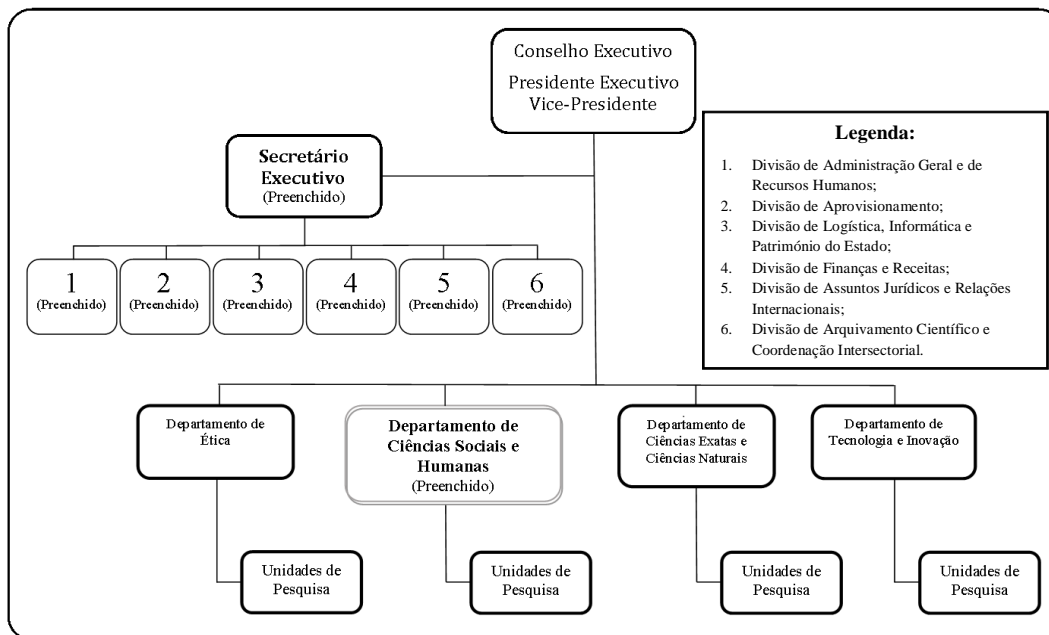 Conselho Executivo
Presidente Executivo
Vice-Presidente
Secretário
Executivo
(Preenchido)
1
(Preenchido)
2
(Preenchido)
3
(Preenchido)
4
(Preenchido)
5
(Preenchido)
6
(Preenchido)
Legenda:
1. Divisão de Administração Geral e de
Recursos Humanos;
2. Divisão de Aprovisionamento;
3. Divisão de Logística, Informática e
Património do Estado;
4. Divisão de Finanças e Receitas;
5. Divisão de Assuntos Jurídicos e Relações
Internacionais;
6. Divisão de Arquivamento Científico e
Coordenação Intersectorial.
Departamento de
Ética
Departamento de
Ciências Sociais e
Humanas
(Preenchido)
Departamento de
Ciências Exatas e
Ciências Naturais
Departamento de
Tecnologia e Inovação
Unidades de
Pesquisa
Unidades de
Pesquisa
Unidades de
Pesquisa
Unidades de
Pesquisa